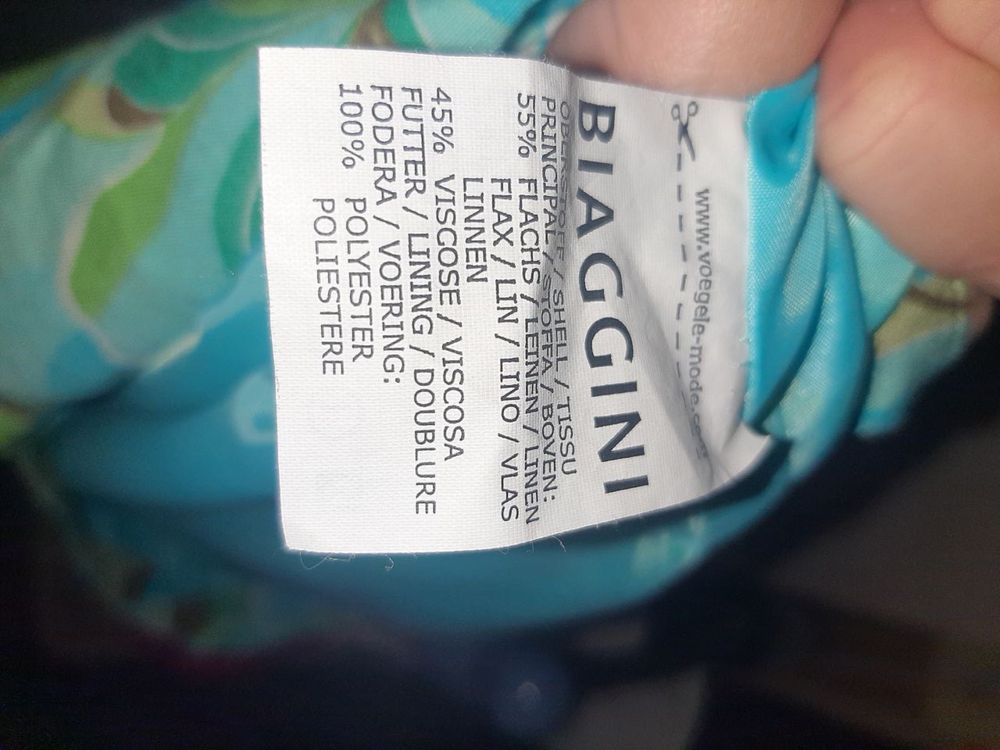 www.voegele-mode.com
BIAGGINI
OBERSTOFF / SHELL / TISSU
PRINCIPAL / STOFFA / BOVEN:
55% FLACHS / LEINEN / LINEN
FLAX / LIN / LINO / VLAS
LINNEN
45% VISCOSE / VISCOSA
FUTTER / LINING / DOUBLURE
FODERA / VOERING:
100% POLYESTER
POLIESTERE